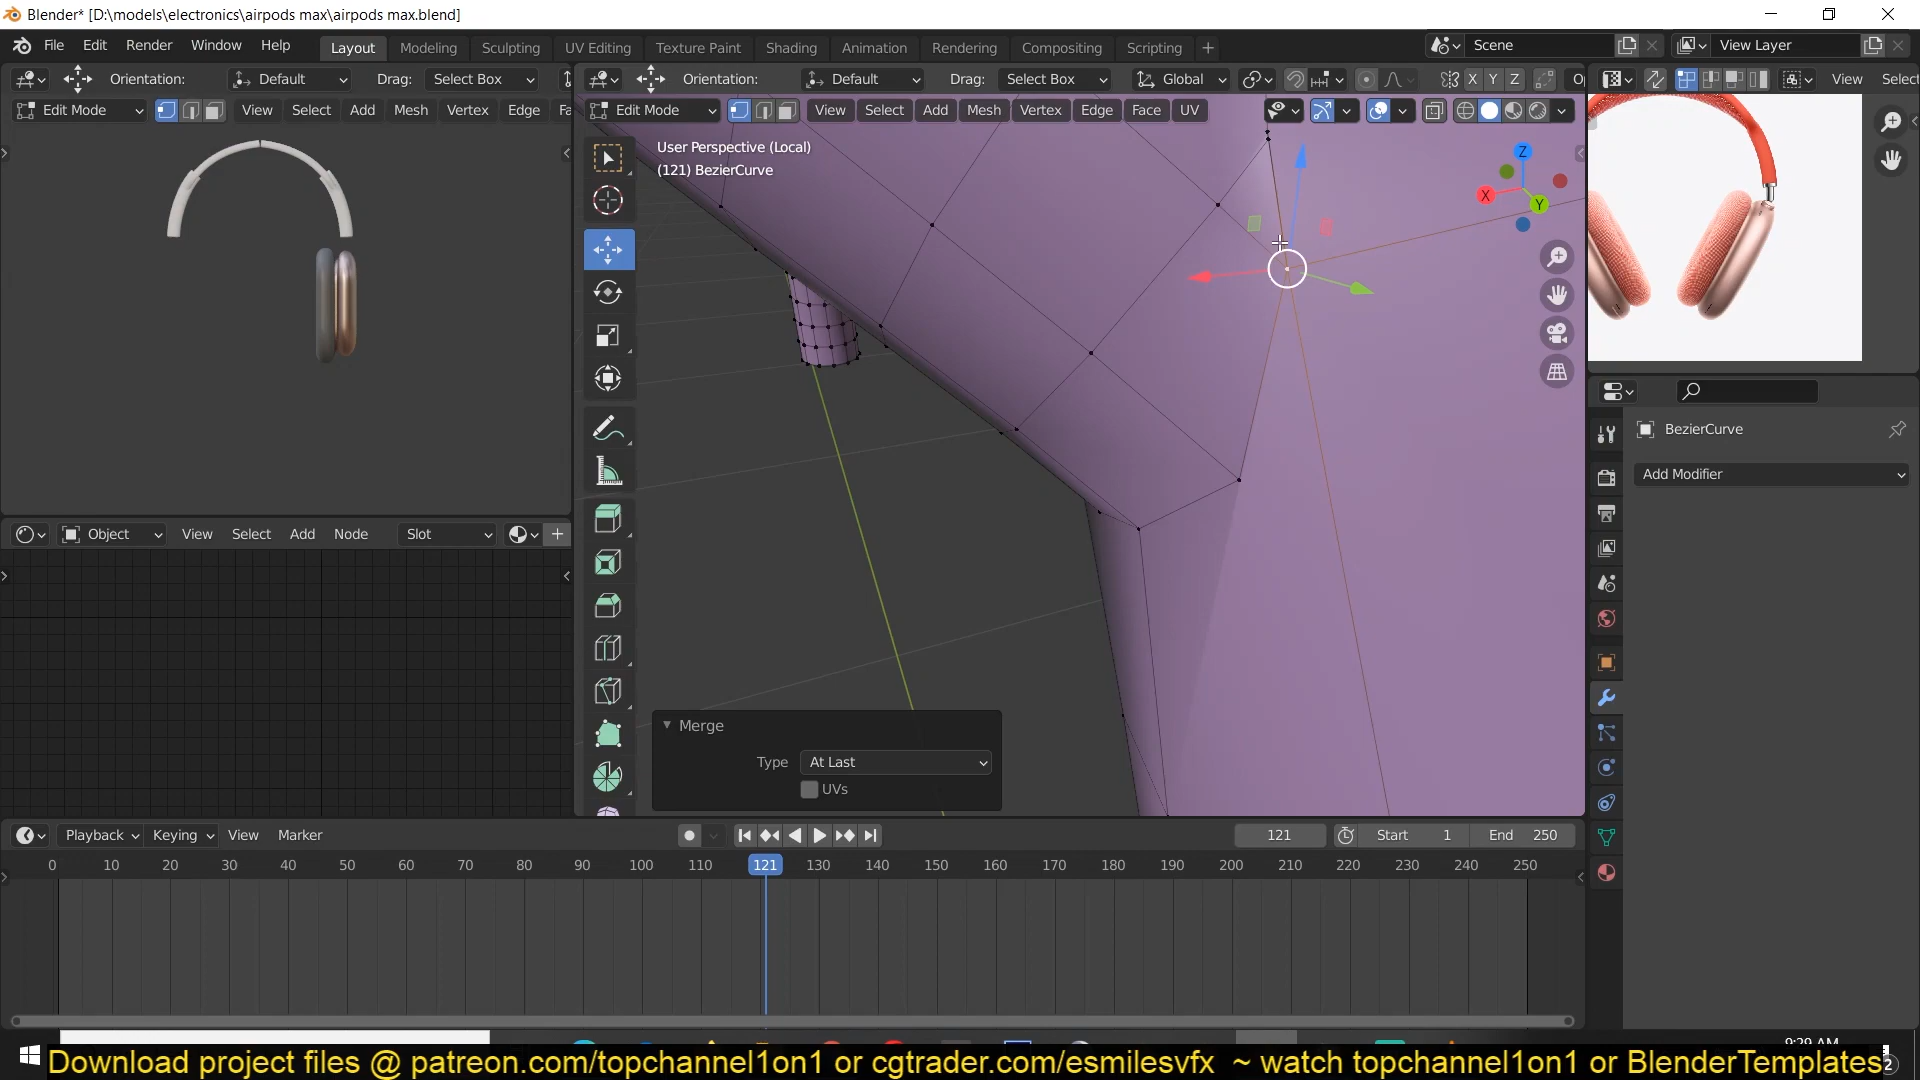 Blender* [D:\models\electronics\airpods max\airpods max.blend]
File Edit Render Window Help Layout Modeling Sculpting UV Editing Texture Paint Shading Animation Rendering Compositing Scripting + Scene View Layer
Orientation: Default Drag: Select Box Orientation: Default Drag: Select Box Global X Y Z View
Edit Mode View Select Add Mesh Vertex Edge Fa Edit Mode View Select Add Mesh Vertex Edge Face UV
User Perspective (Local)
(121) BezierCurve
Z
X
Y
BezierCurve
Add Modifier
Object View Select Add Node Slot
Merge
Type At Last
UVs
Playback Keying View Marker 121 Start 1 End 250
0 10 20 30 40 50 60 70 80 90 100 110 121 130 140 150 160 170 180 190 200 210 220 230 240 250
Download project files @ patreon.com/topchannel1on1 or cgtrader.com/esmilesvfx ~ watch topchannel1on1 or BlenderTemplates